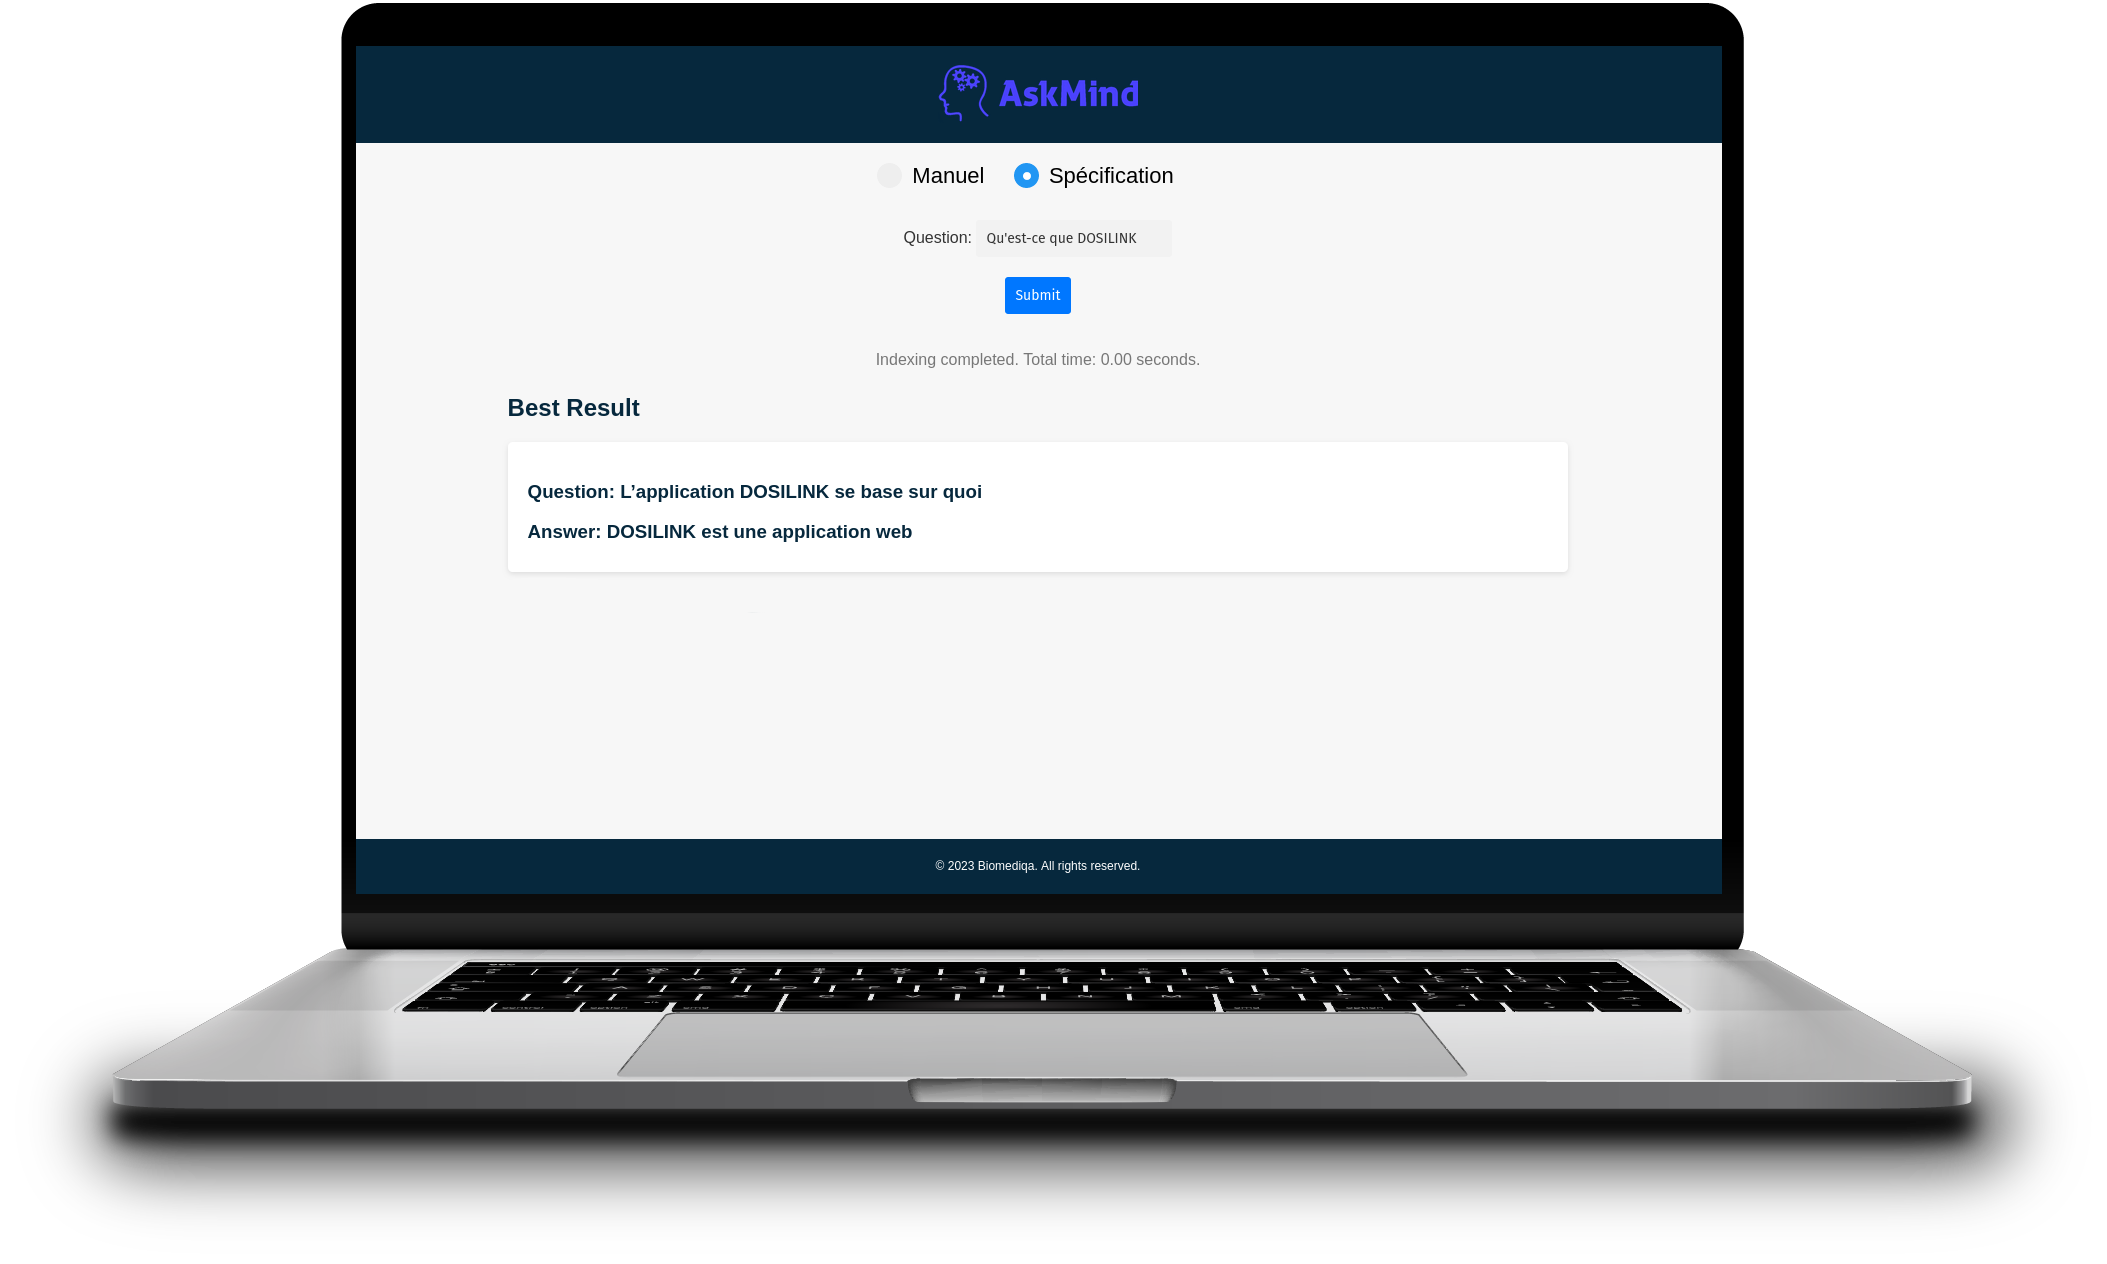 AskMind
Manuel Spécification
Question: Qu'est-ce que DOSILINK
Submit
Indexing completed. Total time: 0.00 seconds.
Best Result
Question: L’application DOSILINK se base sur quoi
Answer: DOSILINK est une application web
© 2023 Biomediqa. All rights reserved.